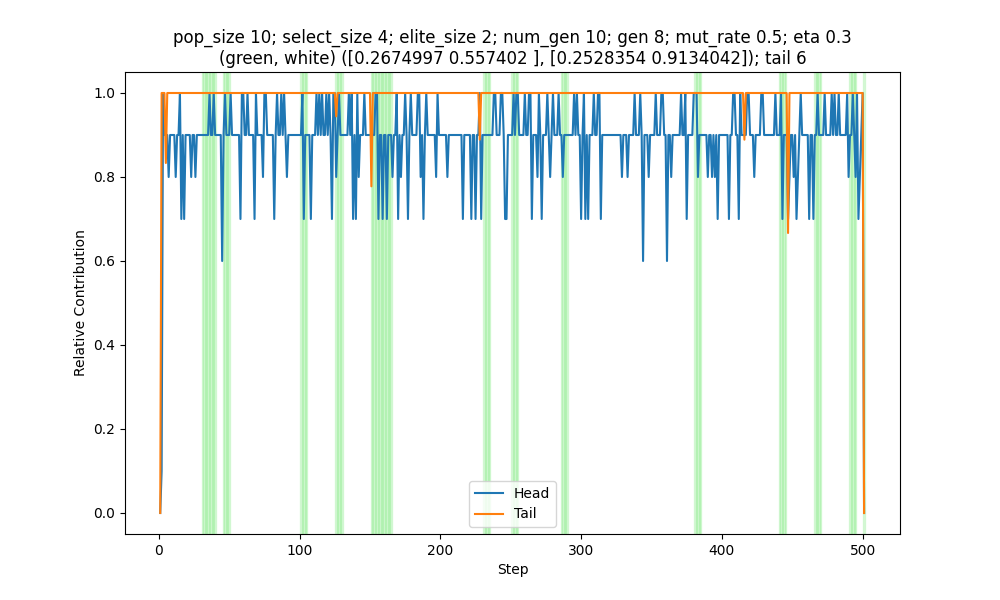 pop_size 10; select_size 4; elite_size 2; num_gen 10; gen 8; mut_rate 0.5; eta 0.3
(green, white) ([0.2674997 0.557402 ], [0.2528354 0.9134042]); tail 6
1.0
0.8
0.6
0.4
0.2
0.0
Relative Contribution
Head
Tail
0
100
200
300
400
500
Step